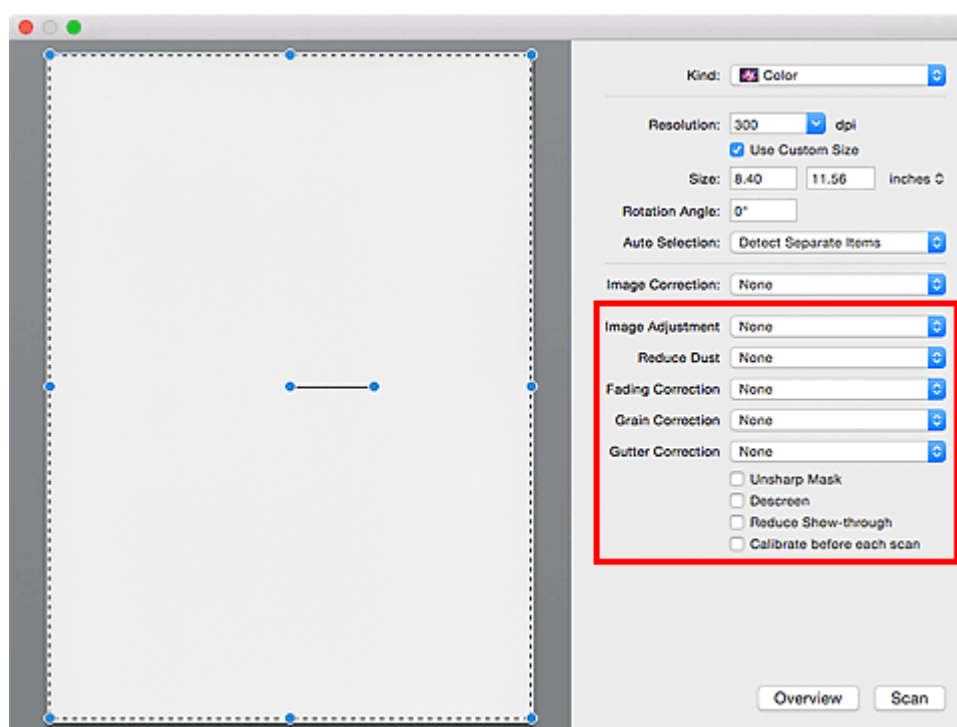 Kind: Color
Resolution: 300 dpi
Use Custom Size
Size: 8.40 11.56 inches
Rotation Angle: 0°
Auto Selection: Detect Separate Items
Image Correction: None
Image Adjustment None
Reduce Dust None
Fading Correction None
Grain Correction None
Gutter Correction None
Unsharp Mask
Descreen
Reduce Show-through
Calibrate before each scan
Overview Scan